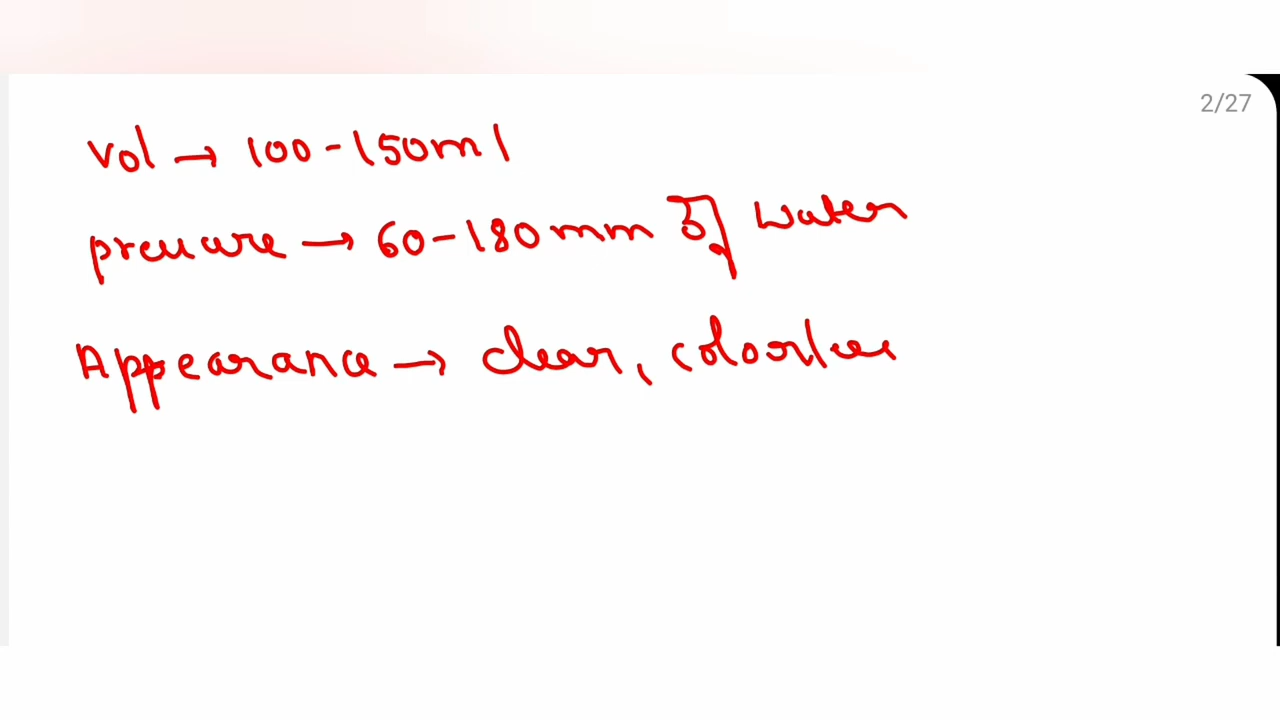 2/27
Vol → 100-150ml
pressure → 60-180mm of water
Appearance → clear, colorless